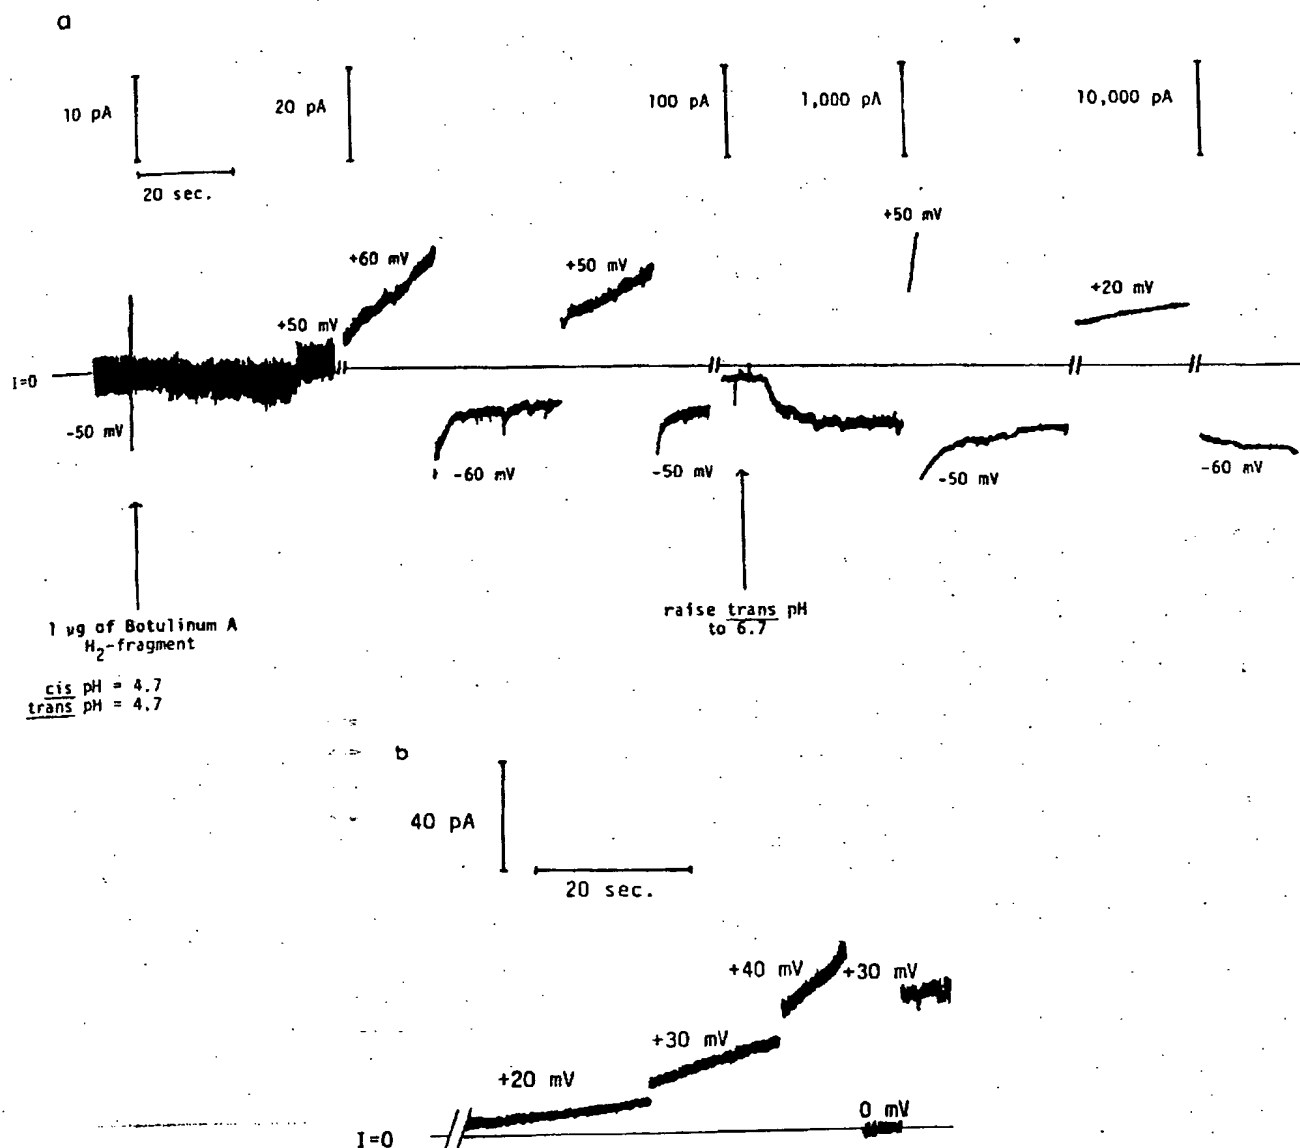 a
10 pA
20 pA
100 pA
1,000 pA
10,000 pA
20 sec.
+50 mV
+60 mV
+50 mV
+50 mV
+20 mV
I=0
-50 mV
-60 mV
-50 mV
-50 mV
-60 mV
1 µg of Botulinum A
H2-fragment
cis pH = 4.7
trans pH = 4.7
raise trans pH
to 6.7
b
40 pA
20 sec.
+40 mV
+30 mV
+30 mV
+20 mV
0 mV
I=0